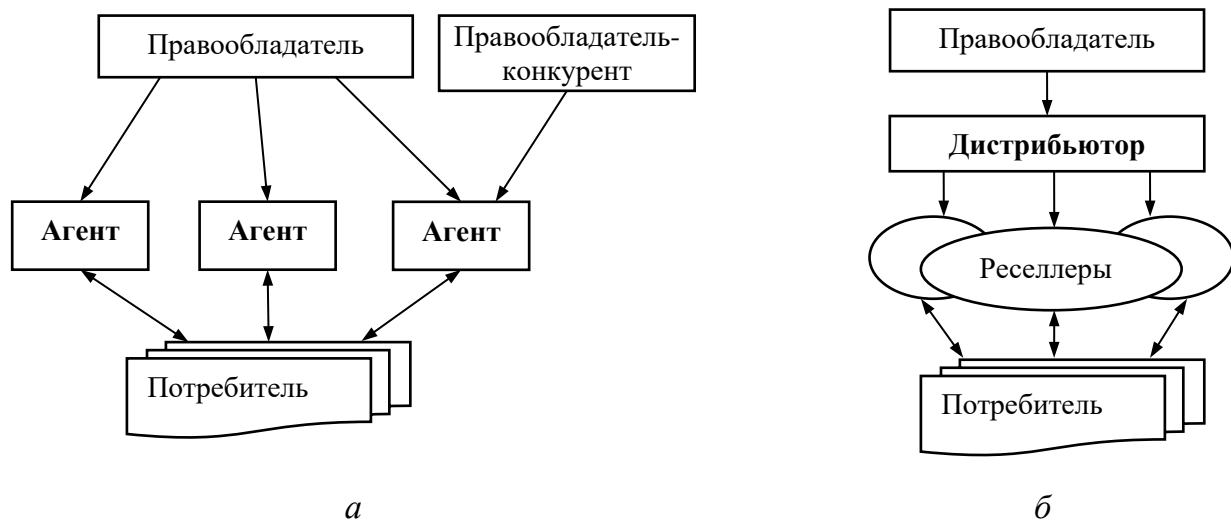 Правообладатель
Правообладатель-
конкурент
Агент
Агент
Агент
Потребитель
а
Правообладатель
Дистрибьютор
Реселлеры
Потребитель
б